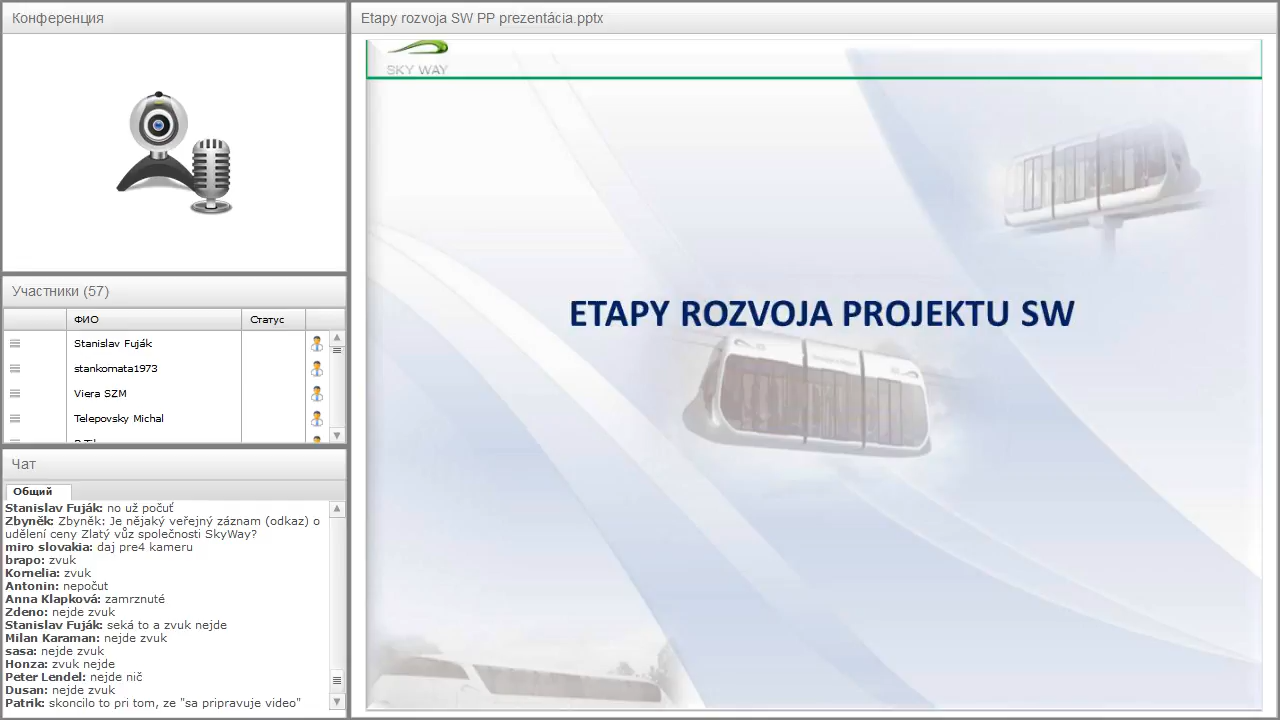 Конференция
Участники (57)
ФИО Статус
Stanislav Fuják
stankomata1973
Viera SZM
Telepovsky Michal
Чат
Общий
Stanislav Fuják: no už počuť
Zbyněk: Zbyněk: Je nějaký veřejný záznam (odkaz) o
udělení ceny Zlatý vůz společnosti SkyWay?
miro slovakia: daj pre4 kameru
brapo: zvuk
Kornelia: zvuk
Antonin: nepočut
Anna Klapková: zamrznuté
Zdeno: nejde zvuk
Stanislav Fuják: seká to a zvuk nejde
Milan Karaman: nejde zvuk
sasa: nejde zvuk
Honza: zvuk nejde
Peter Lendel: nejde nič
Dusan: nejde zvuk
Patrik: skončilo to pri tom, ze "sa pripravuje video"
Etapy rozvoja SW PP prezentácia.pptx
SKY WAY
ETAPY ROZVOJA PROJEKTU SW